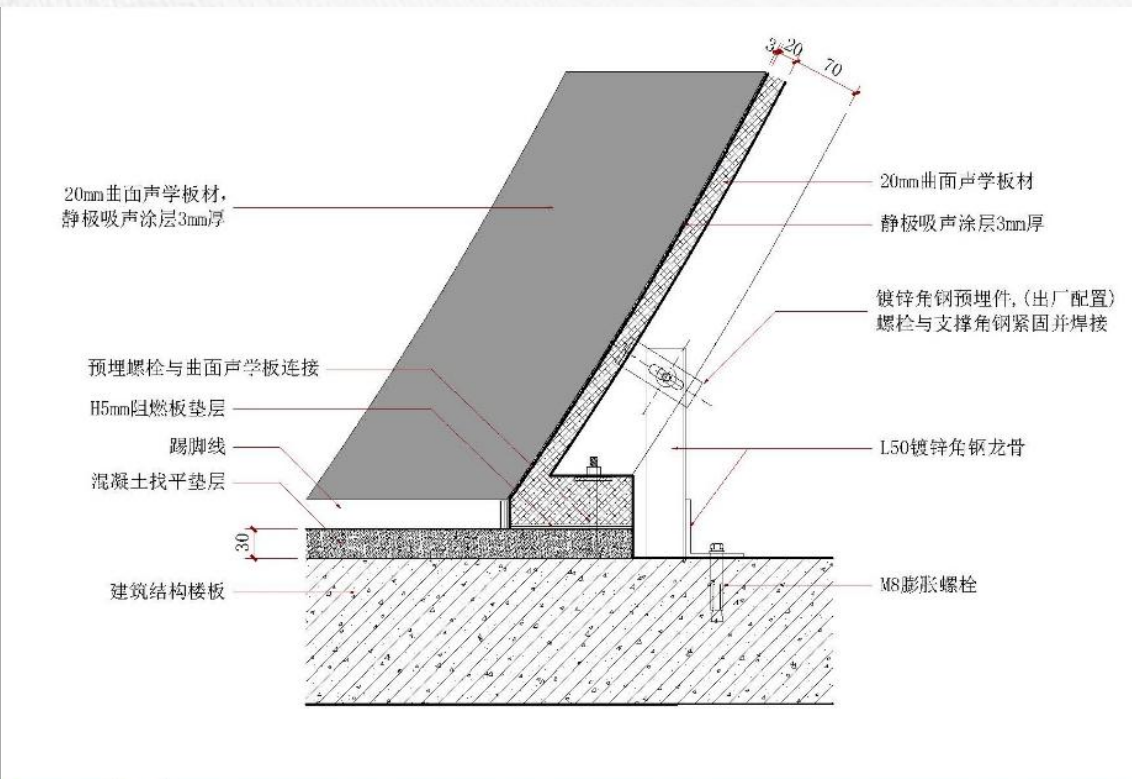 3 20 70
20mm曲面声学板材,
静极吸声涂层3mm厚
20mm曲面声学板材
静极吸声涂层3mm厚
镀锌角钢预埋件,(出厂配置)
螺栓与支撑角钢紧固并焊接
预埋螺栓与曲面声学板连接
H5mm阻燃板垫层
踢脚线
L50镀锌角钢龙骨
混凝土找平垫层
30
建筑结构楼板
M8膨胀螺栓